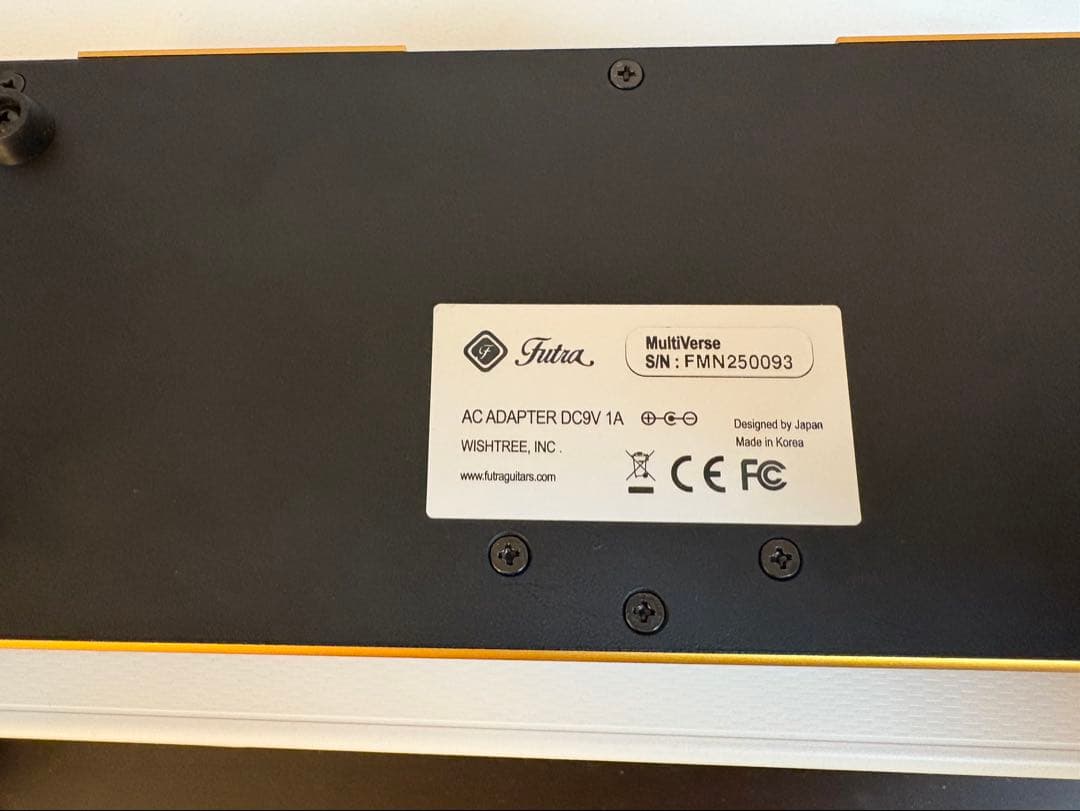 F Futra
MultiVerse
S/N : FMN250093
AC ADAPTER DC9V 1A
WISHTREE, INC .
www.futraguitars.com
Designed by Japan
Made in Korea
CE FC